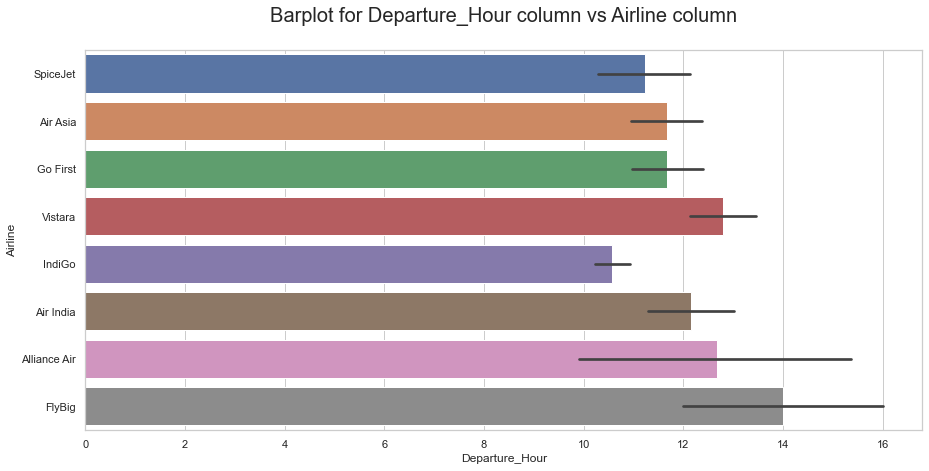 Barplot for Departure_Hour column vs Airline column
Airline
SpiceJet
Air Asia
Go First
Vistara
IndiGo
Air India
Alliance Air
FlyBig
0 2 4 6 8 10 12 14 16
Departure_Hour